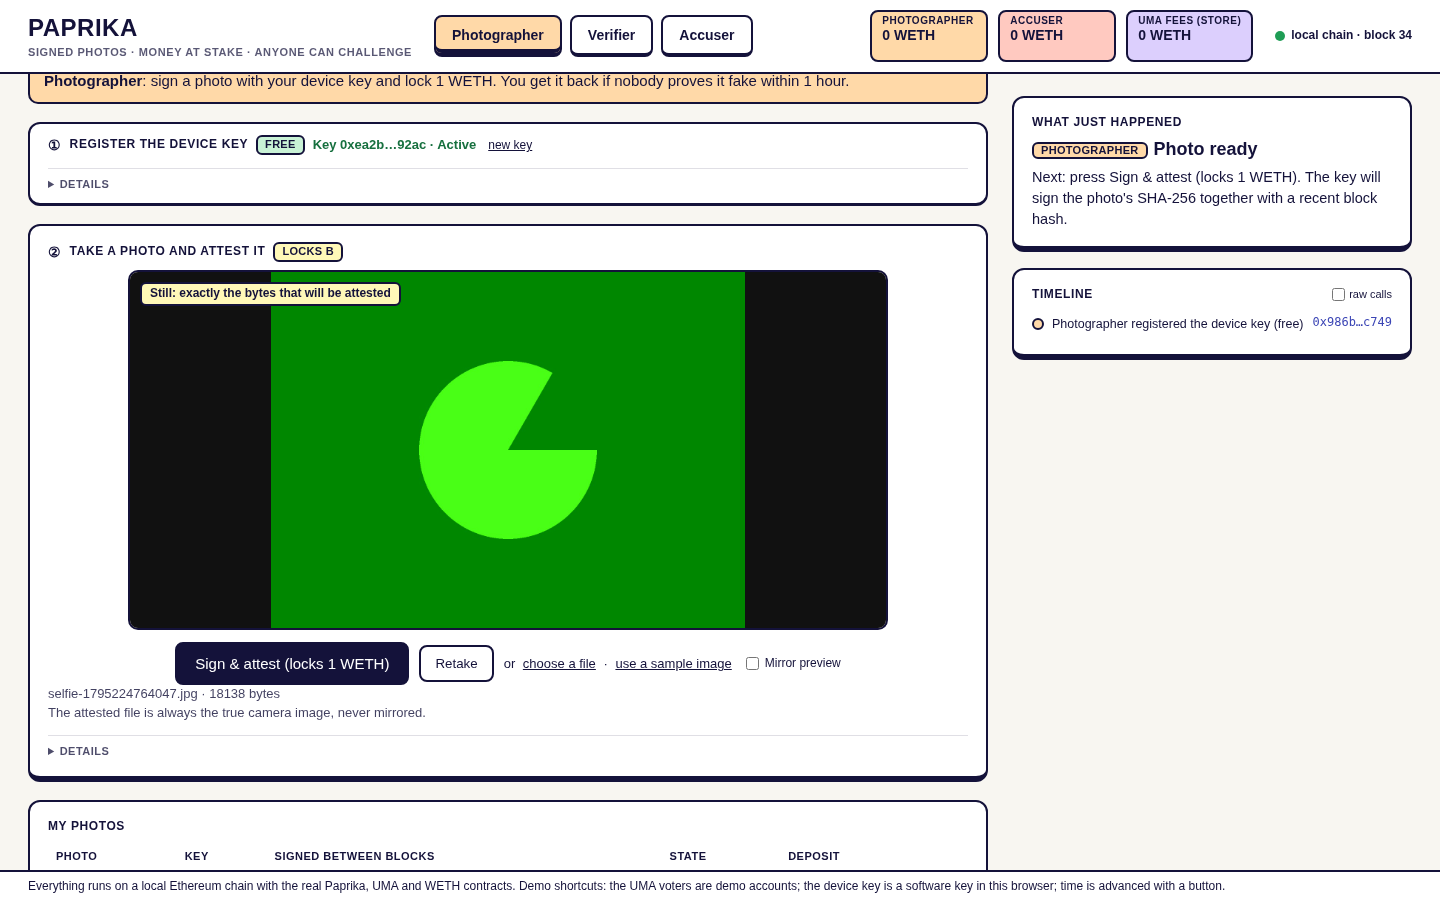 PAPRIKA
SIGNED PHOTOS · MONEY AT STAKE · ANYONE CAN CHALLENGE
Photographer
Verifier
Accuser
PHOTOGRAPHER
0 WETH
ACCUSER
0 WETH
UMA FEES (STORE)
0 WETH
local chain · block 34
Photographer: sign a photo with your device key and lock 1 WETH. You get it back if nobody proves it fake within 1 hour.
① REGISTER THE DEVICE KEY FREE Key 0xea2b…92ac · Active new key
▸ DETAILS
② TAKE A PHOTO AND ATTEST IT LOCKS B
Still: exactly the bytes that will be attested
Sign & attest (locks 1 WETH) Retake or choose a file · use a sample image Mirror preview
selfie-1795224764047.jpg · 18138 bytes
The attested file is always the true camera image, never mirrored.
▸ DETAILS
MY PHOTOS
PHOTO KEY SIGNED BETWEEN BLOCKS STATE DEPOSIT
WHAT JUST HAPPENED
PHOTOGRAPHER Photo ready
Next: press Sign & attest (locks 1 WETH). The key will
sign the photo's SHA-256 together with a recent block
hash.
TIMELINE raw calls
Photographer registered the device key (free) 0x986b…c749
Everything runs on a local Ethereum chain with the real Paprika, UMA and WETH contracts. Demo shortcuts: the UMA voters are demo accounts; the device key is a software key in this browser; time is advanced with a button.